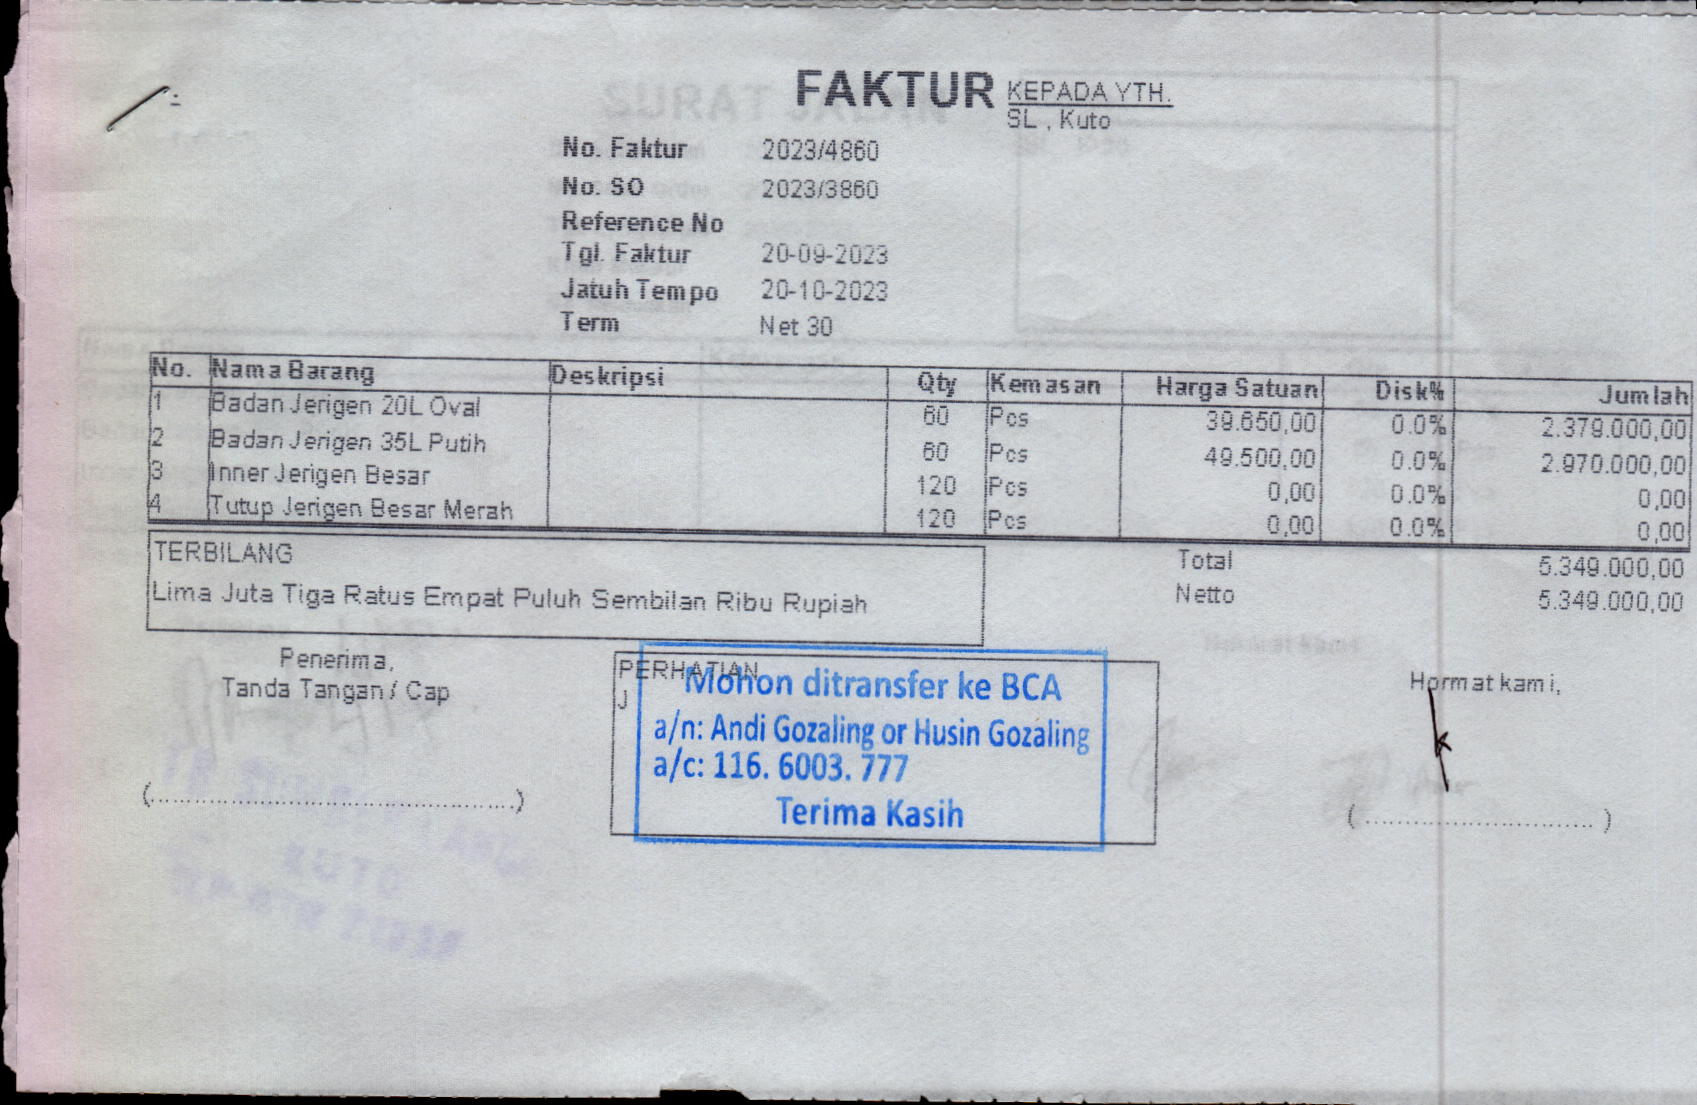 FAKTUR
KEPADA YTH.
SL , Kuto
No. Faktur 2023/4860
No. SO 2023/3860
Reference No
Tgl. Faktur 20-09-2023
Jatuh Tempo 20-10-2023
Term Net 30
No. Nama Barang Deskripsi Qty Kemasan Harga Satuan Disk% Jumlah
1 Badan Jerigen 20L Oval 60 Pcs 39.650,00 0.0% 2.379.000,00
2 Badan Jerigen 35L Putih 60 Pcs 49.500,00 0.0% 2.970.000,00
3 Inner Jerigen Besar 120 Pcs 0,00 0.0% 0,00
4 Tutup Jerigen Besar Merah 120 Pcs 0,00 0.0% 0,00
TERBILANG
Lima Juta Tiga Ratus Empat Puluh Sembilan Ribu Rupiah
Total 5.349.000,00
Netto 5.349.000,00
Penerima,
Tanda Tangan / Cap
(............................................)
PERHATIAN
J
Mohon ditransfer ke BCA
a/n: Andi Gozaling or Husin Gozaling
a/c: 116. 6003. 777
Terima Kasih
Hormat kami,
(............................)
SURAT JALAN
KUTO